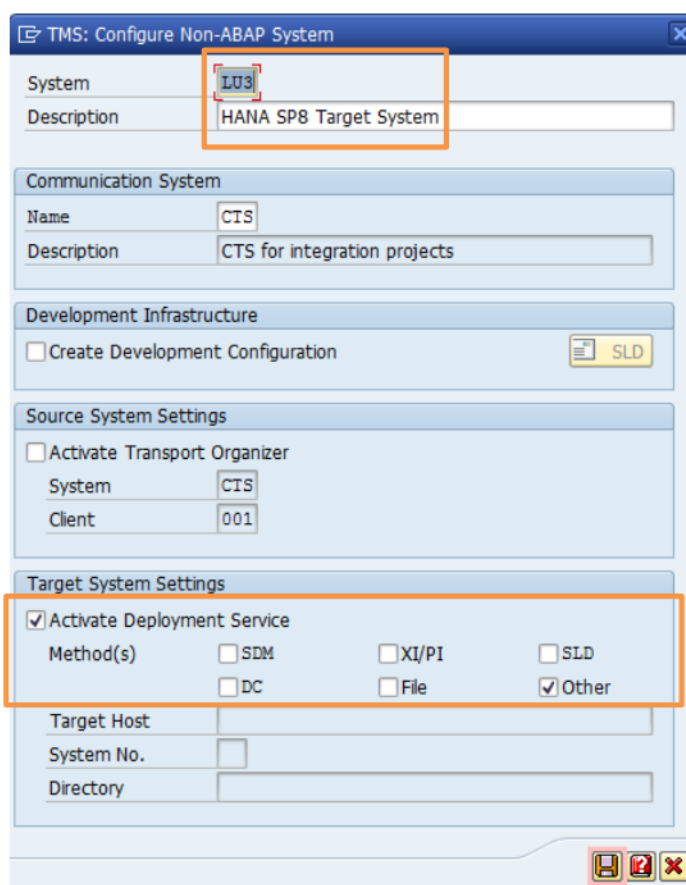 TMS: Configure Non-ABAP System
System LU3
Description HANA SP8 Target System
Communication System
Name CTS
Description CTS for integration projects
Development Infrastructure
Create Development Configuration SLD
Source System Settings
Activate Transport Organizer
System CTS
Client 001
Target System Settings
Activate Deployment Service
Method(s) SDM XI/PI SLD
DC File Other
Target Host
System No.
Directory